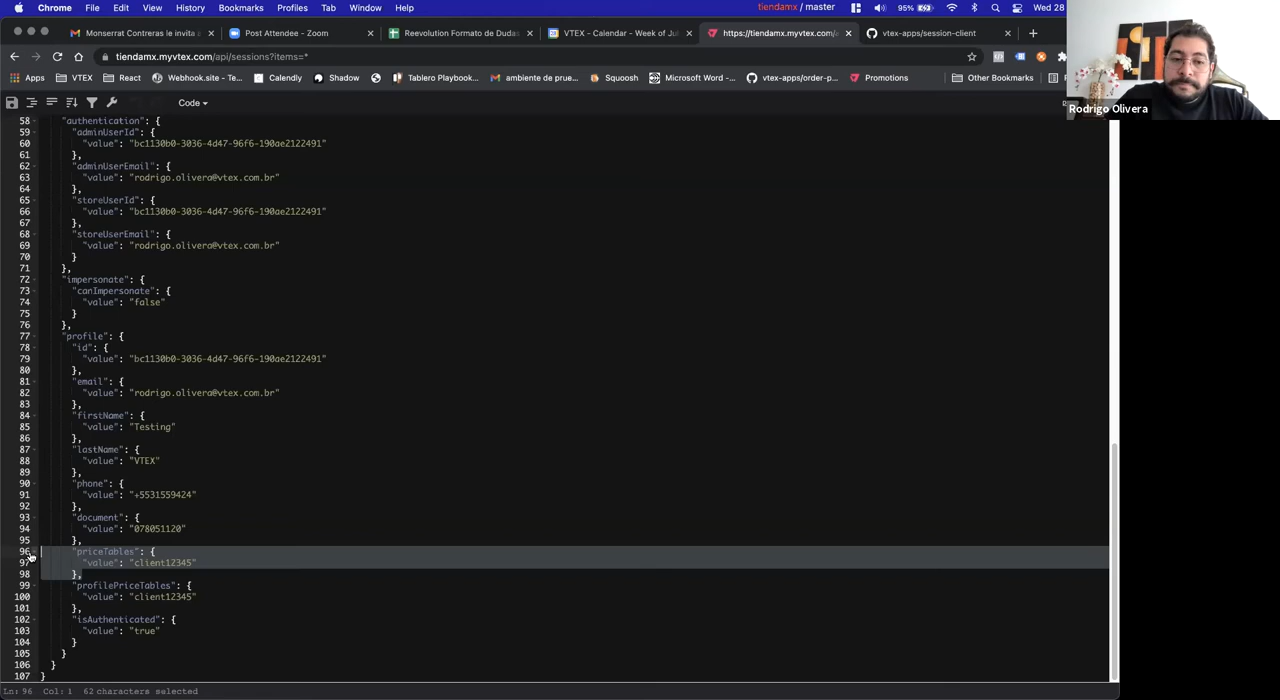 Chrome File Edit View History Bookmarks Profiles Tab Window Help tiendamx / master 95% Wed 28
Monserrat Contreras le invita a Post Attendee - Zoom Reevolution Formato de Dudas VTEX - Calendar - Week of Ju https://tiendamx.myvtex.com/ vtex-apps/session-client
tiendamx.myvtex.com/api/sessions?items=*
Apps VTEX React Webhook.site - Te... Calendly Shadow Tablero Playbook... ambiente de prue... Squoosh Microsoft Word -... vtex-apps/order-p... Promotions Other Bookmarks
Code
Rodrigo Olivera
58 "authentication": {
59 "adminUserId": {
60 "value": "bc1130b0-3036-4d47-96f6-190ae2122491"
61 },
62 "adminUserEmail": {
63 "value": "rodrigo.olivera@vtex.com.br"
64 },
65 "storeUserId": {
66 "value": "bc1130b0-3036-4d47-96f6-190ae2122491"
67 },
68 "storeUserEmail": {
69 "value": "rodrigo.olivera@vtex.com.br"
70 }
71 },
72 "impersonate": {
73 "canImpersonate": {
74 "value": "false"
75 }
76 },
77 "profile": {
78 "id": {
79 "value": "bc1130b0-3036-4d47-96f6-190ae2122491"
80 },
81 "email": {
82 "value": "rodrigo.olivera@vtex.com.br"
83 },
84 "firstName": {
85 "value": "Testing"
86 },
87 "lastName": {
88 "value": "VTEX"
89 },
90 "phone": {
91 "value": "+5531559424"
92 },
93 "document": {
94 "value": "078051120"
95 },
96 "priceTables": {
97 "value": "client12345"
98 },
99 "profilePriceTables": {
100 "value": "client12345"
101 },
102 "isAuthenticated": {
103 "value": "true"
104 }
105 }
106 }
107 }
Ln: 96 Col: 1 62 characters selected